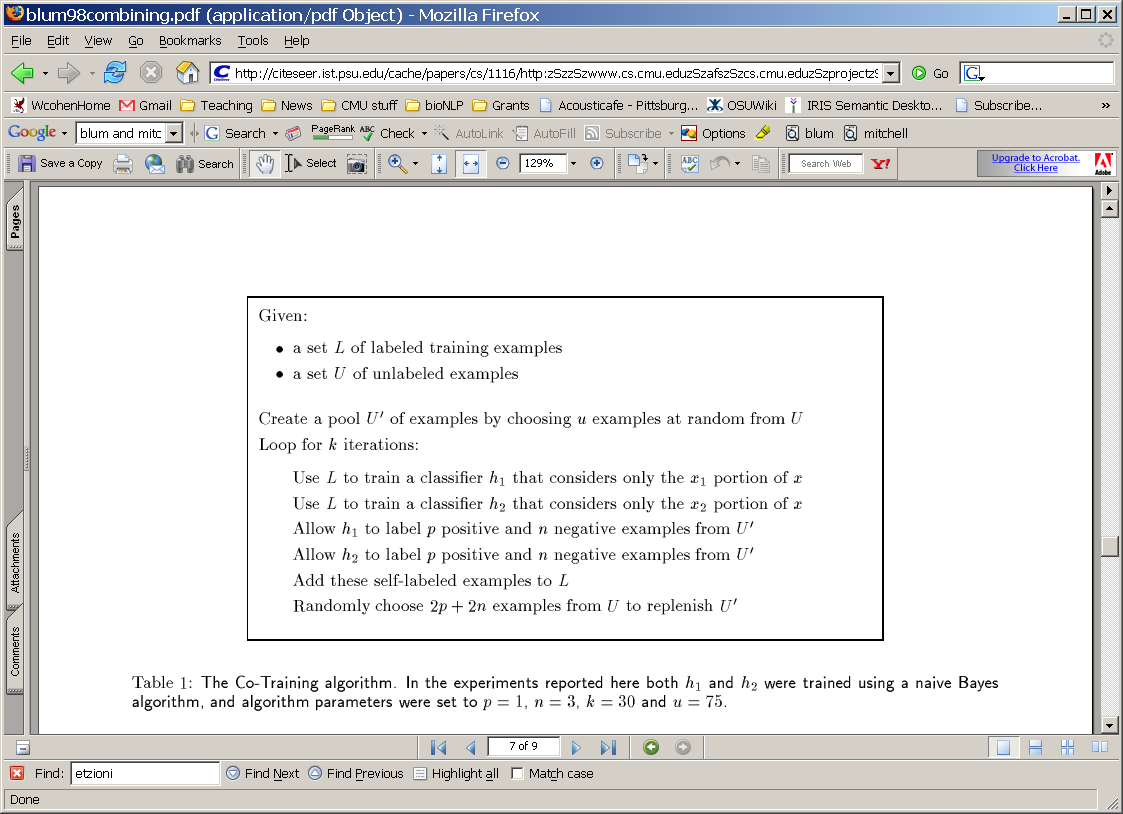 blum98combining.pdf (application/pdf Object) - Mozilla Firefox
File Edit View Go Bookmarks Tools Help
http://citeseer.ist.psu.edu/cache/papers/cs/1116/http:zSzzSzwww.cs.cmu.eduzSzafszSzcs.cmu.eduzSzprojectzS Go
WcohenHome Gmail Teaching News CMU stuff bioNLP Grants Acousticafe - Pittsburg... OSUWiki IRIS Semantic Deskto... Subscribe... »
Google blum and mitc Search PageRank Check AutoLink AutoFill Subscribe Options blum mitchell
Save a Copy Search Select 129% Search Web Y! Upgrade to Acrobat. Click Here Adobe
Pages
Attachments
Comments
Given:
• a set L of labeled training examples
• a set U of unlabeled examples
Create a pool U′ of examples by choosing u examples at random from U
Loop for k iterations:
Use L to train a classifier h₁ that considers only the x₁ portion of x
Use L to train a classifier h₂ that considers only the x₂ portion of x
Allow h₁ to label p positive and n negative examples from U′
Allow h₂ to label p positive and n negative examples from U′
Add these self-labeled examples to L
Randomly choose 2p + 2n examples from U to replenish U′
Table 1: The Co-Training algorithm. In the experiments reported here both h₁ and h₂ were trained using a naive Bayes
algorithm, and algorithm parameters were set to p = 1, n = 3, k = 30 and u = 75.
7 of 9
Find: etzioni Find Next Find Previous Highlight all Match case
Done